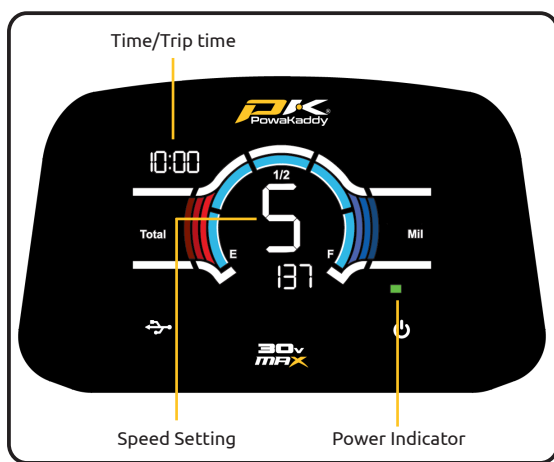 Time/Trip time
PK
PowaKaddy
10:00
1/2
5
Total
Mil
E
F
137
30v
MAX
Speed Setting
Power Indicator